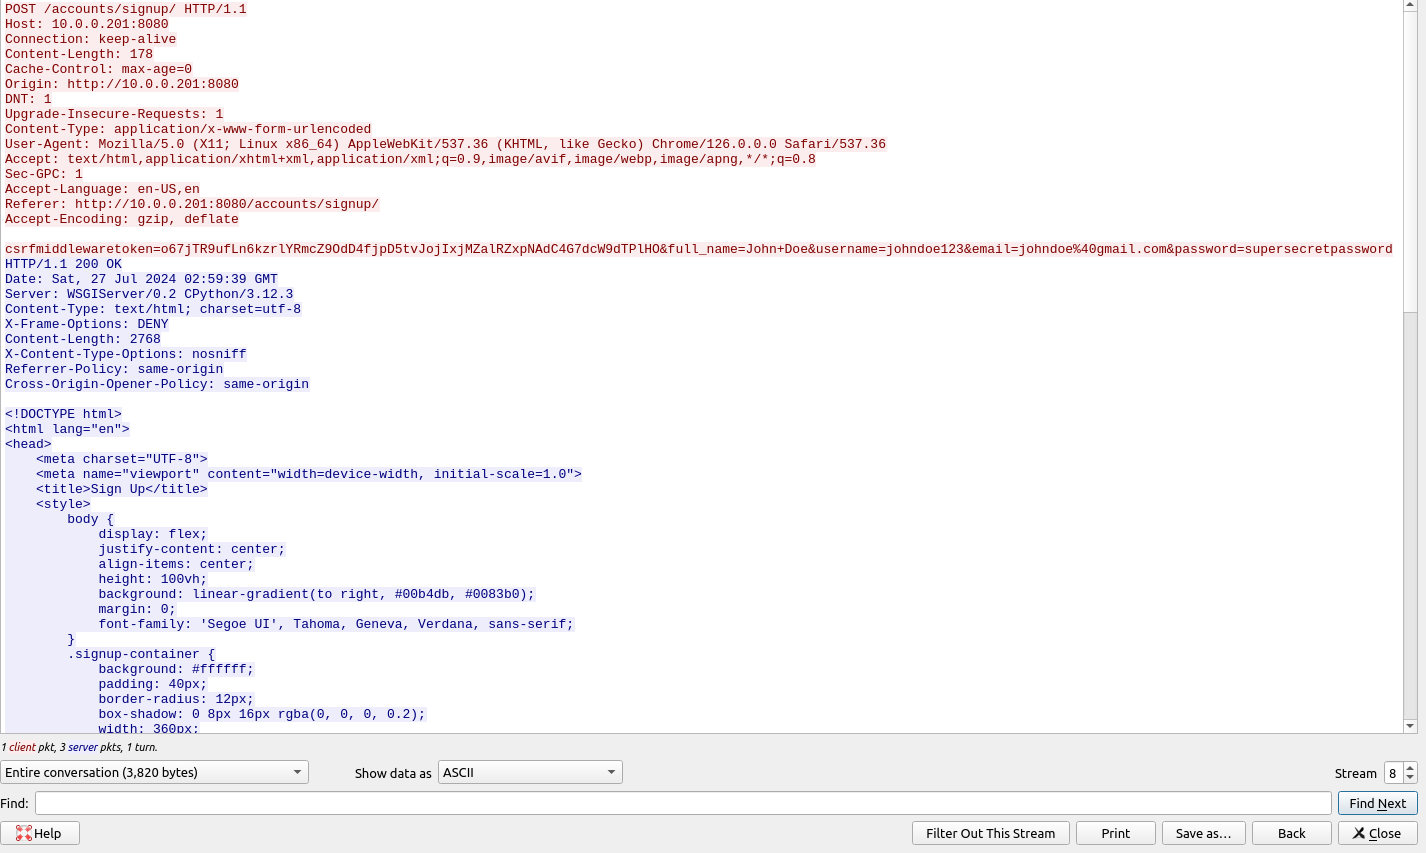 POST /accounts/signup/ HTTP/1.1
Host: 10.0.0.201:8080
Connection: keep-alive
Content-Length: 178
Cache-Control: max-age=0
Origin: http://10.0.0.201:8080
DNT: 1
Upgrade-Insecure-Requests: 1
Content-Type: application/x-www-form-urlencoded
User-Agent: Mozilla/5.0 (X11; Linux x86_64) AppleWebKit/537.36 (KHTML, like Gecko) Chrome/126.0.0.0 Safari/537.36
Accept: text/html,application/xhtml+xml,application/xml;q=0.9,image/avif,image/webp,image/apng,*/*;q=0.8
Sec-GPC: 1
Accept-Language: en-US,en
Referer: http://10.0.0.201:8080/accounts/signup/
Accept-Encoding: gzip, deflate

csrfmiddlewaretoken=o67jTR9ufLn6kzrlYRmcZ9OdD4fjpD5tvJojIxjMZalRZxpNAdC4G7dcW9dTPlHO&full_name=John+Doe&username=johndoe123&email=johndoe%40gmail.com&password=supersecretpassword
HTTP/1.1 200 OK
Date: Sat, 27 Jul 2024 02:59:39 GMT
Server: WSGIServer/0.2 CPython/3.12.3
Content-Type: text/html; charset=utf-8
X-Frame-Options: DENY
Content-Length: 2768
X-Content-Type-Options: nosniff
Referrer-Policy: same-origin
Cross-Origin-Opener-Policy: same-origin

<!DOCTYPE html>
<html lang="en">
<head>
    <meta charset="UTF-8">
    <meta name="viewport" content="width=device-width, initial-scale=1.0">
    <title>Sign Up</title>
    <style>
        body {
            display: flex;
            justify-content: center;
            align-items: center;
            height: 100vh;
            background: linear-gradient(to right, #00b4db, #0083b0);
            margin: 0;
            font-family: 'Segoe UI', Tahoma, Geneva, Verdana, sans-serif;
        }
        .signup-container {
            background: #ffffff;
            padding: 40px;
            border-radius: 12px;
            box-shadow: 0 8px 16px rgba(0, 0, 0, 0.2);
            width: 360px;
1 client pkt, 3 server pkts, 1 turn.
Entire conversation (3,820 bytes) Show data as ASCII Stream 8
Find: Find Next
Help Filter Out This Stream Print Save as… Back Close